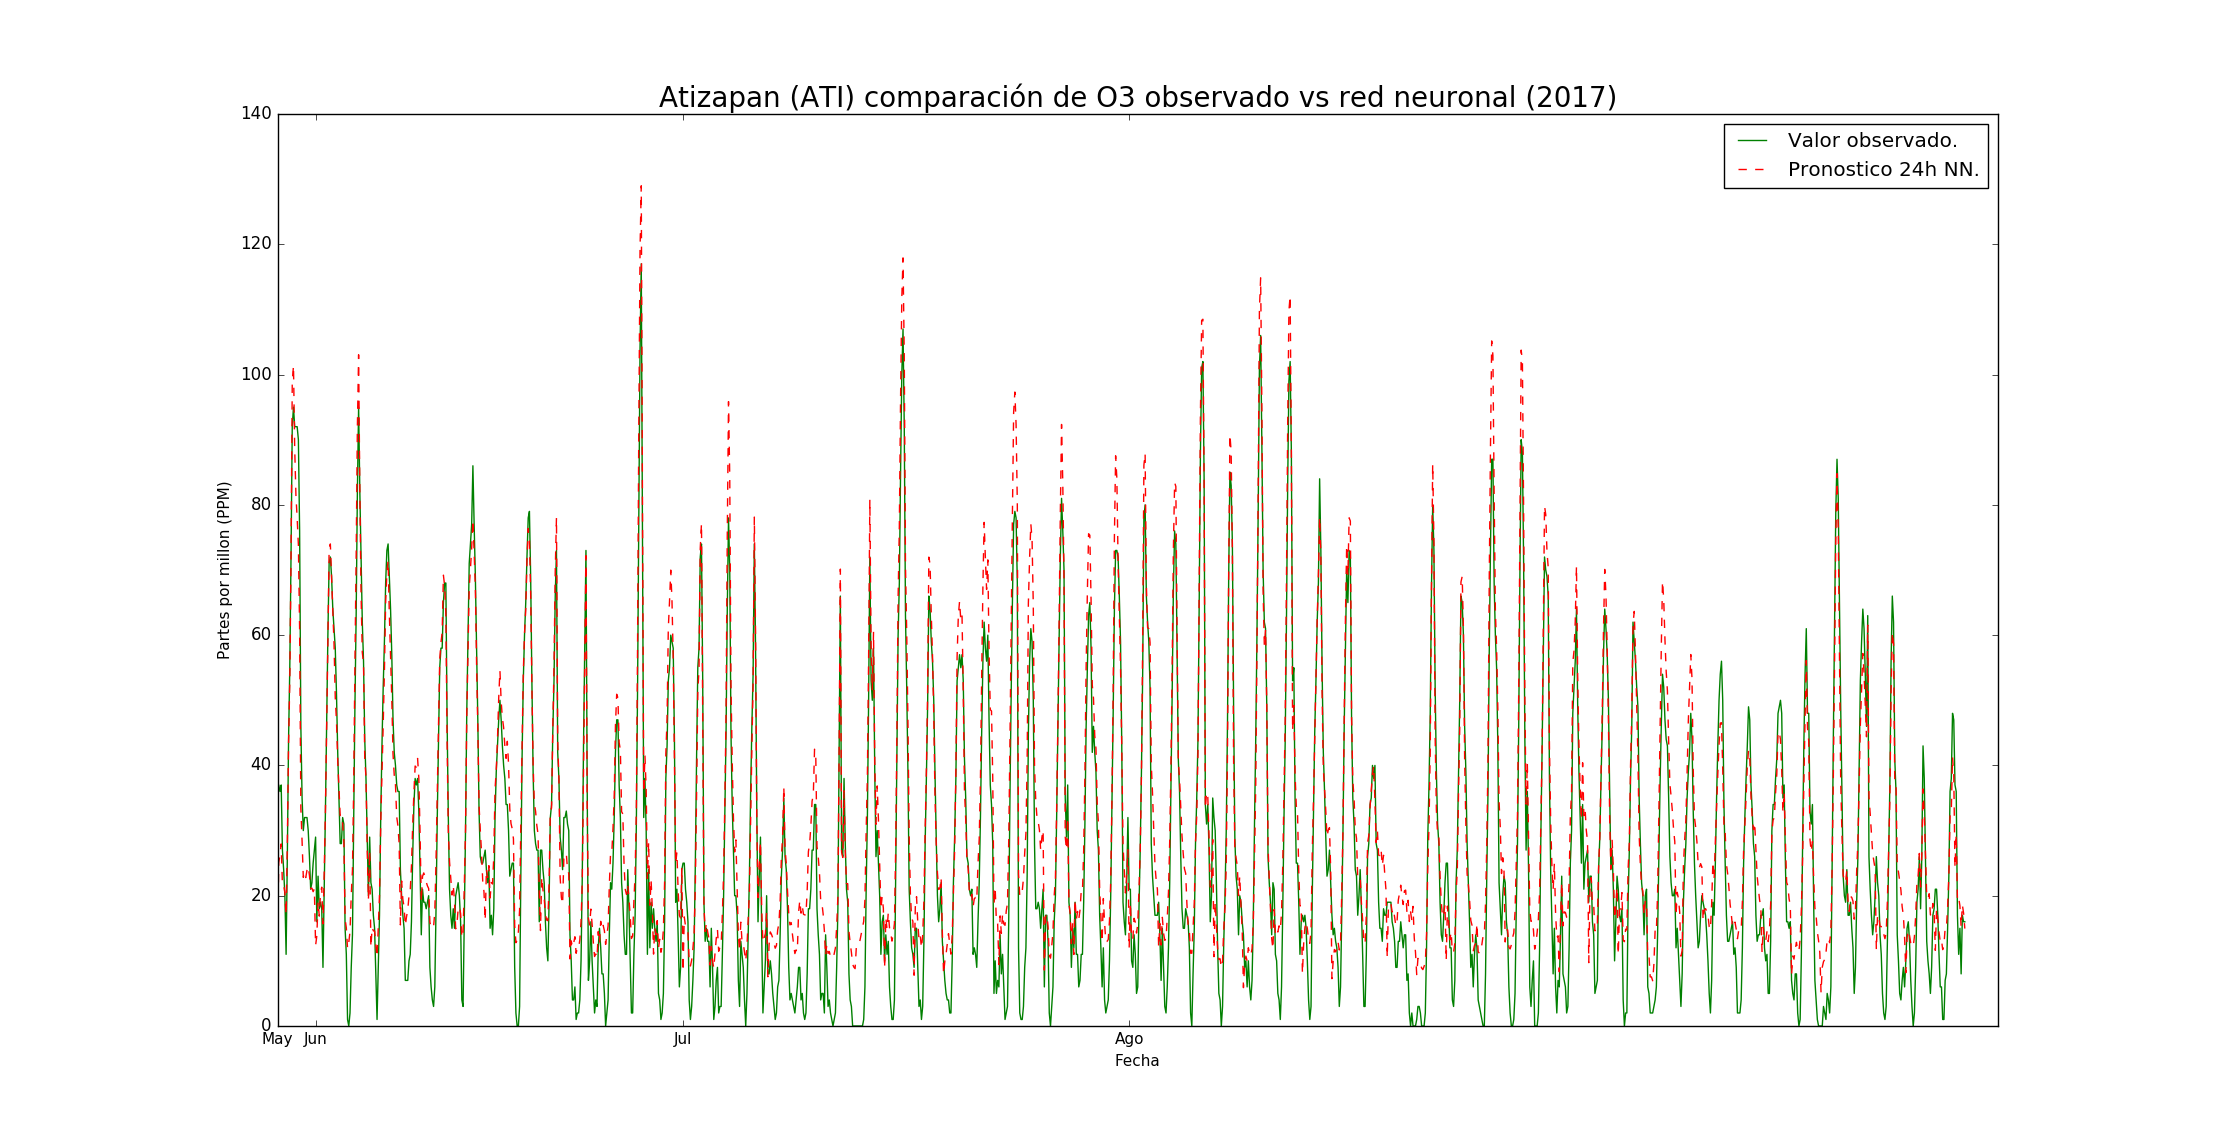 Atizapan (ATI) comparación de O3 observado vs red neuronal (2017)
Valor observado.
Pronostico 24h NN.
Partes por millon (PPM)
140
120
100
80
60
40
20
0
May Jun Jul Ago
Fecha